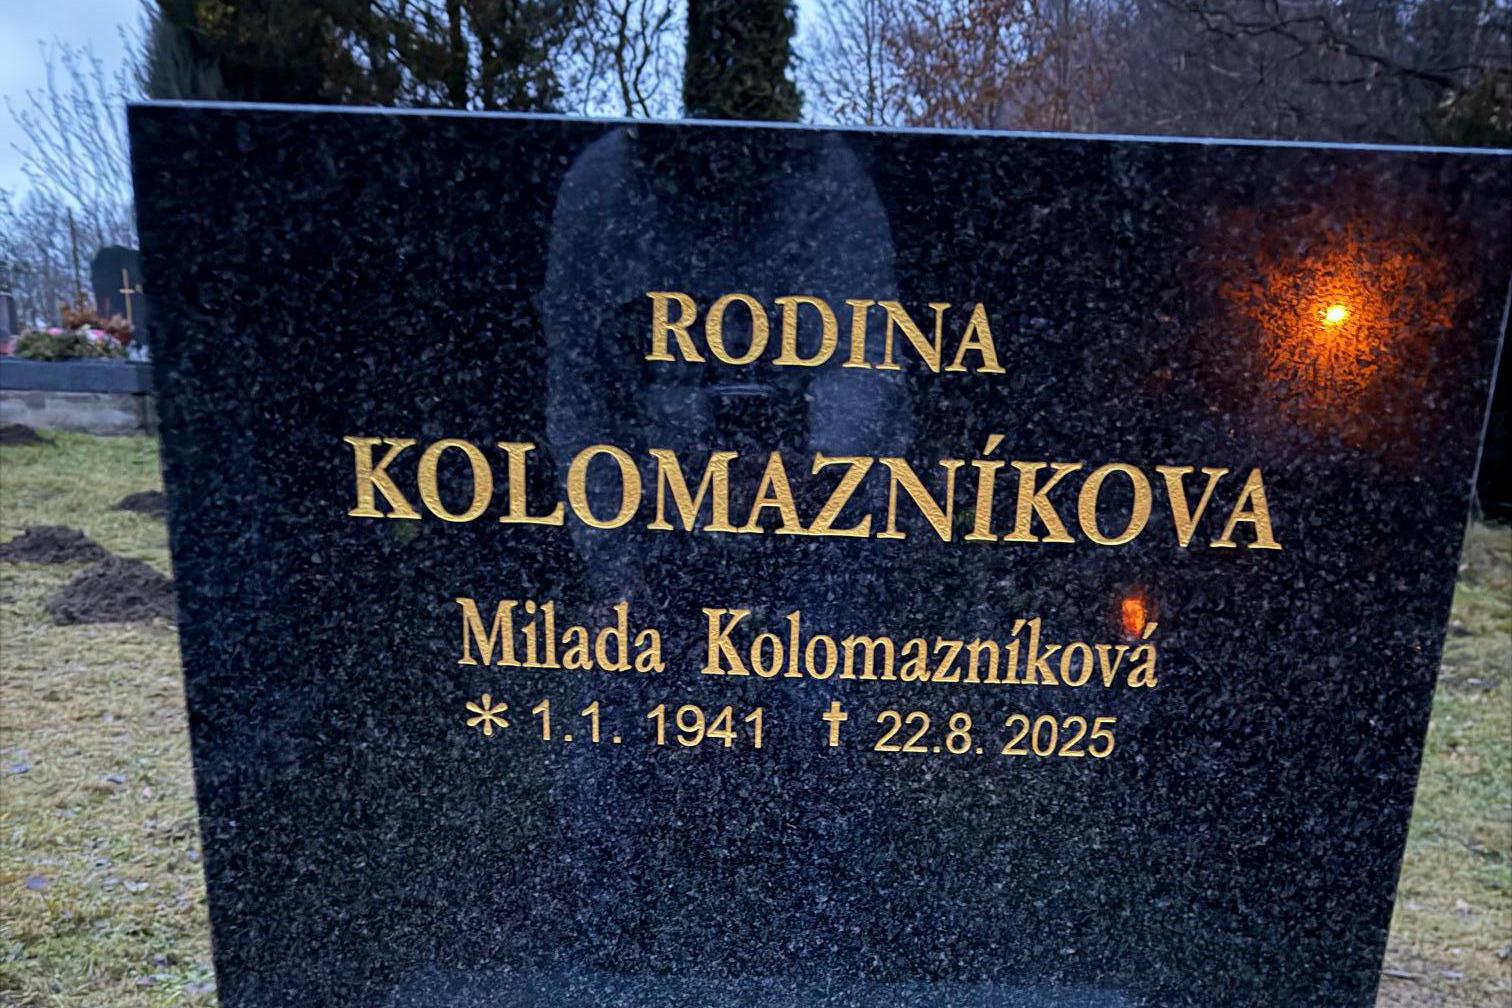 RODINA
KOLOMAZNÍKOVA
Milada Kolomazníková
* 1.1. 1941 † 22.8. 2025